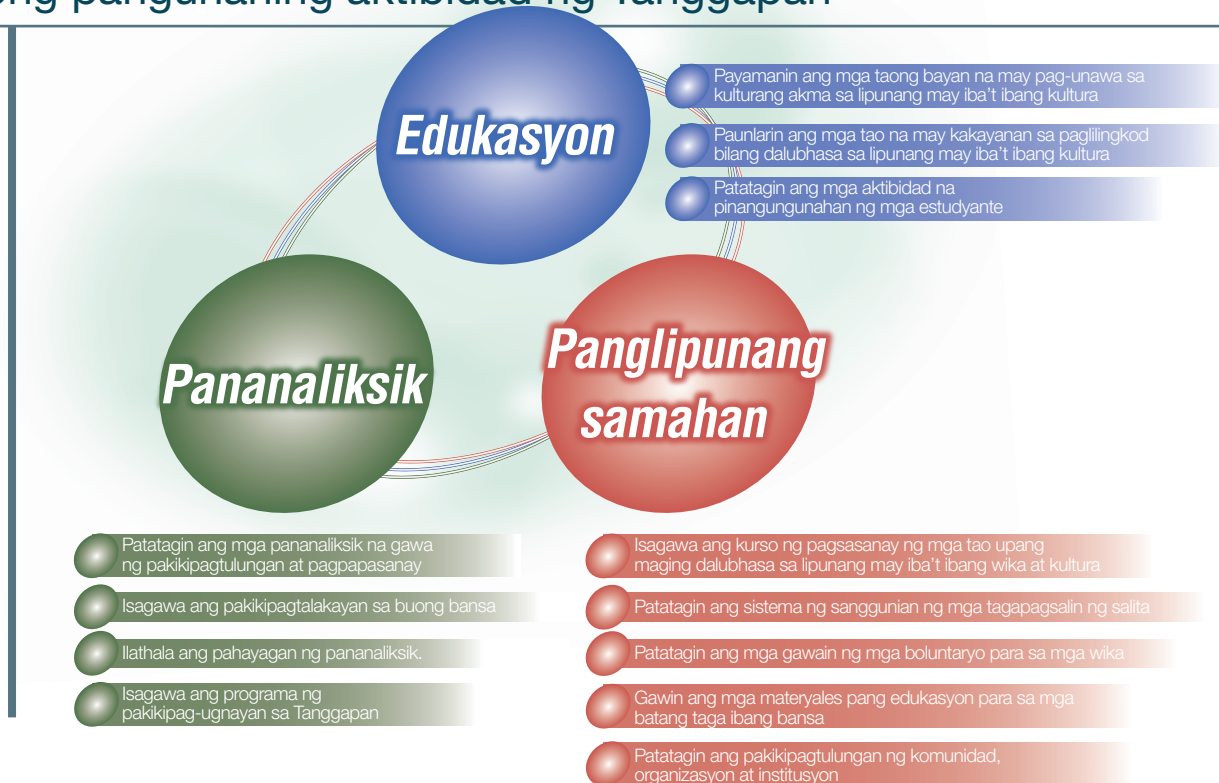 ong pangunahing aktibidad ng Tanggapan
Edukasyon
Payamanin ang mga taong bayan na may pag-unawa sa
kulturang akma sa lipunang may iba't ibang kultura
Paunlarin ang mga tao na may kakayanan sa paglilingkod
bilang dalubhasa sa lipunang may iba't ibang kultura
Patatagin ang mga aktibidad na
pinangungunahan ng mga estudyante
Pananaliksik
Panglipunang
samahan
Patatagin ang mga pananaliksik na gawa
ng pakikipagtulungan at pagpapasanay
Isagawa ang pakikipagtalakayan sa buong bansa
Ilathala ang pahayagan ng pananaliksik.
Isagawa ang programa ng
pakikipag-ugnayan sa Tanggapan
Isagawa ang kurso ng pagsasanay ng mga tao upang
maging dalubhasa sa lipunang may iba't ibang wika at kultura
Patatagin ang sistema ng sanggunian ng mga tagapagsalin ng salita
Patatagin ang mga gawain ng mga boluntaryo para sa mga wika
Gawin ang mga materyales pang edukasyon para sa mga
batang taga ibang bansa
Patatagin ang pakikipagtulungan ng komunidad,
organizasyon at institusyon